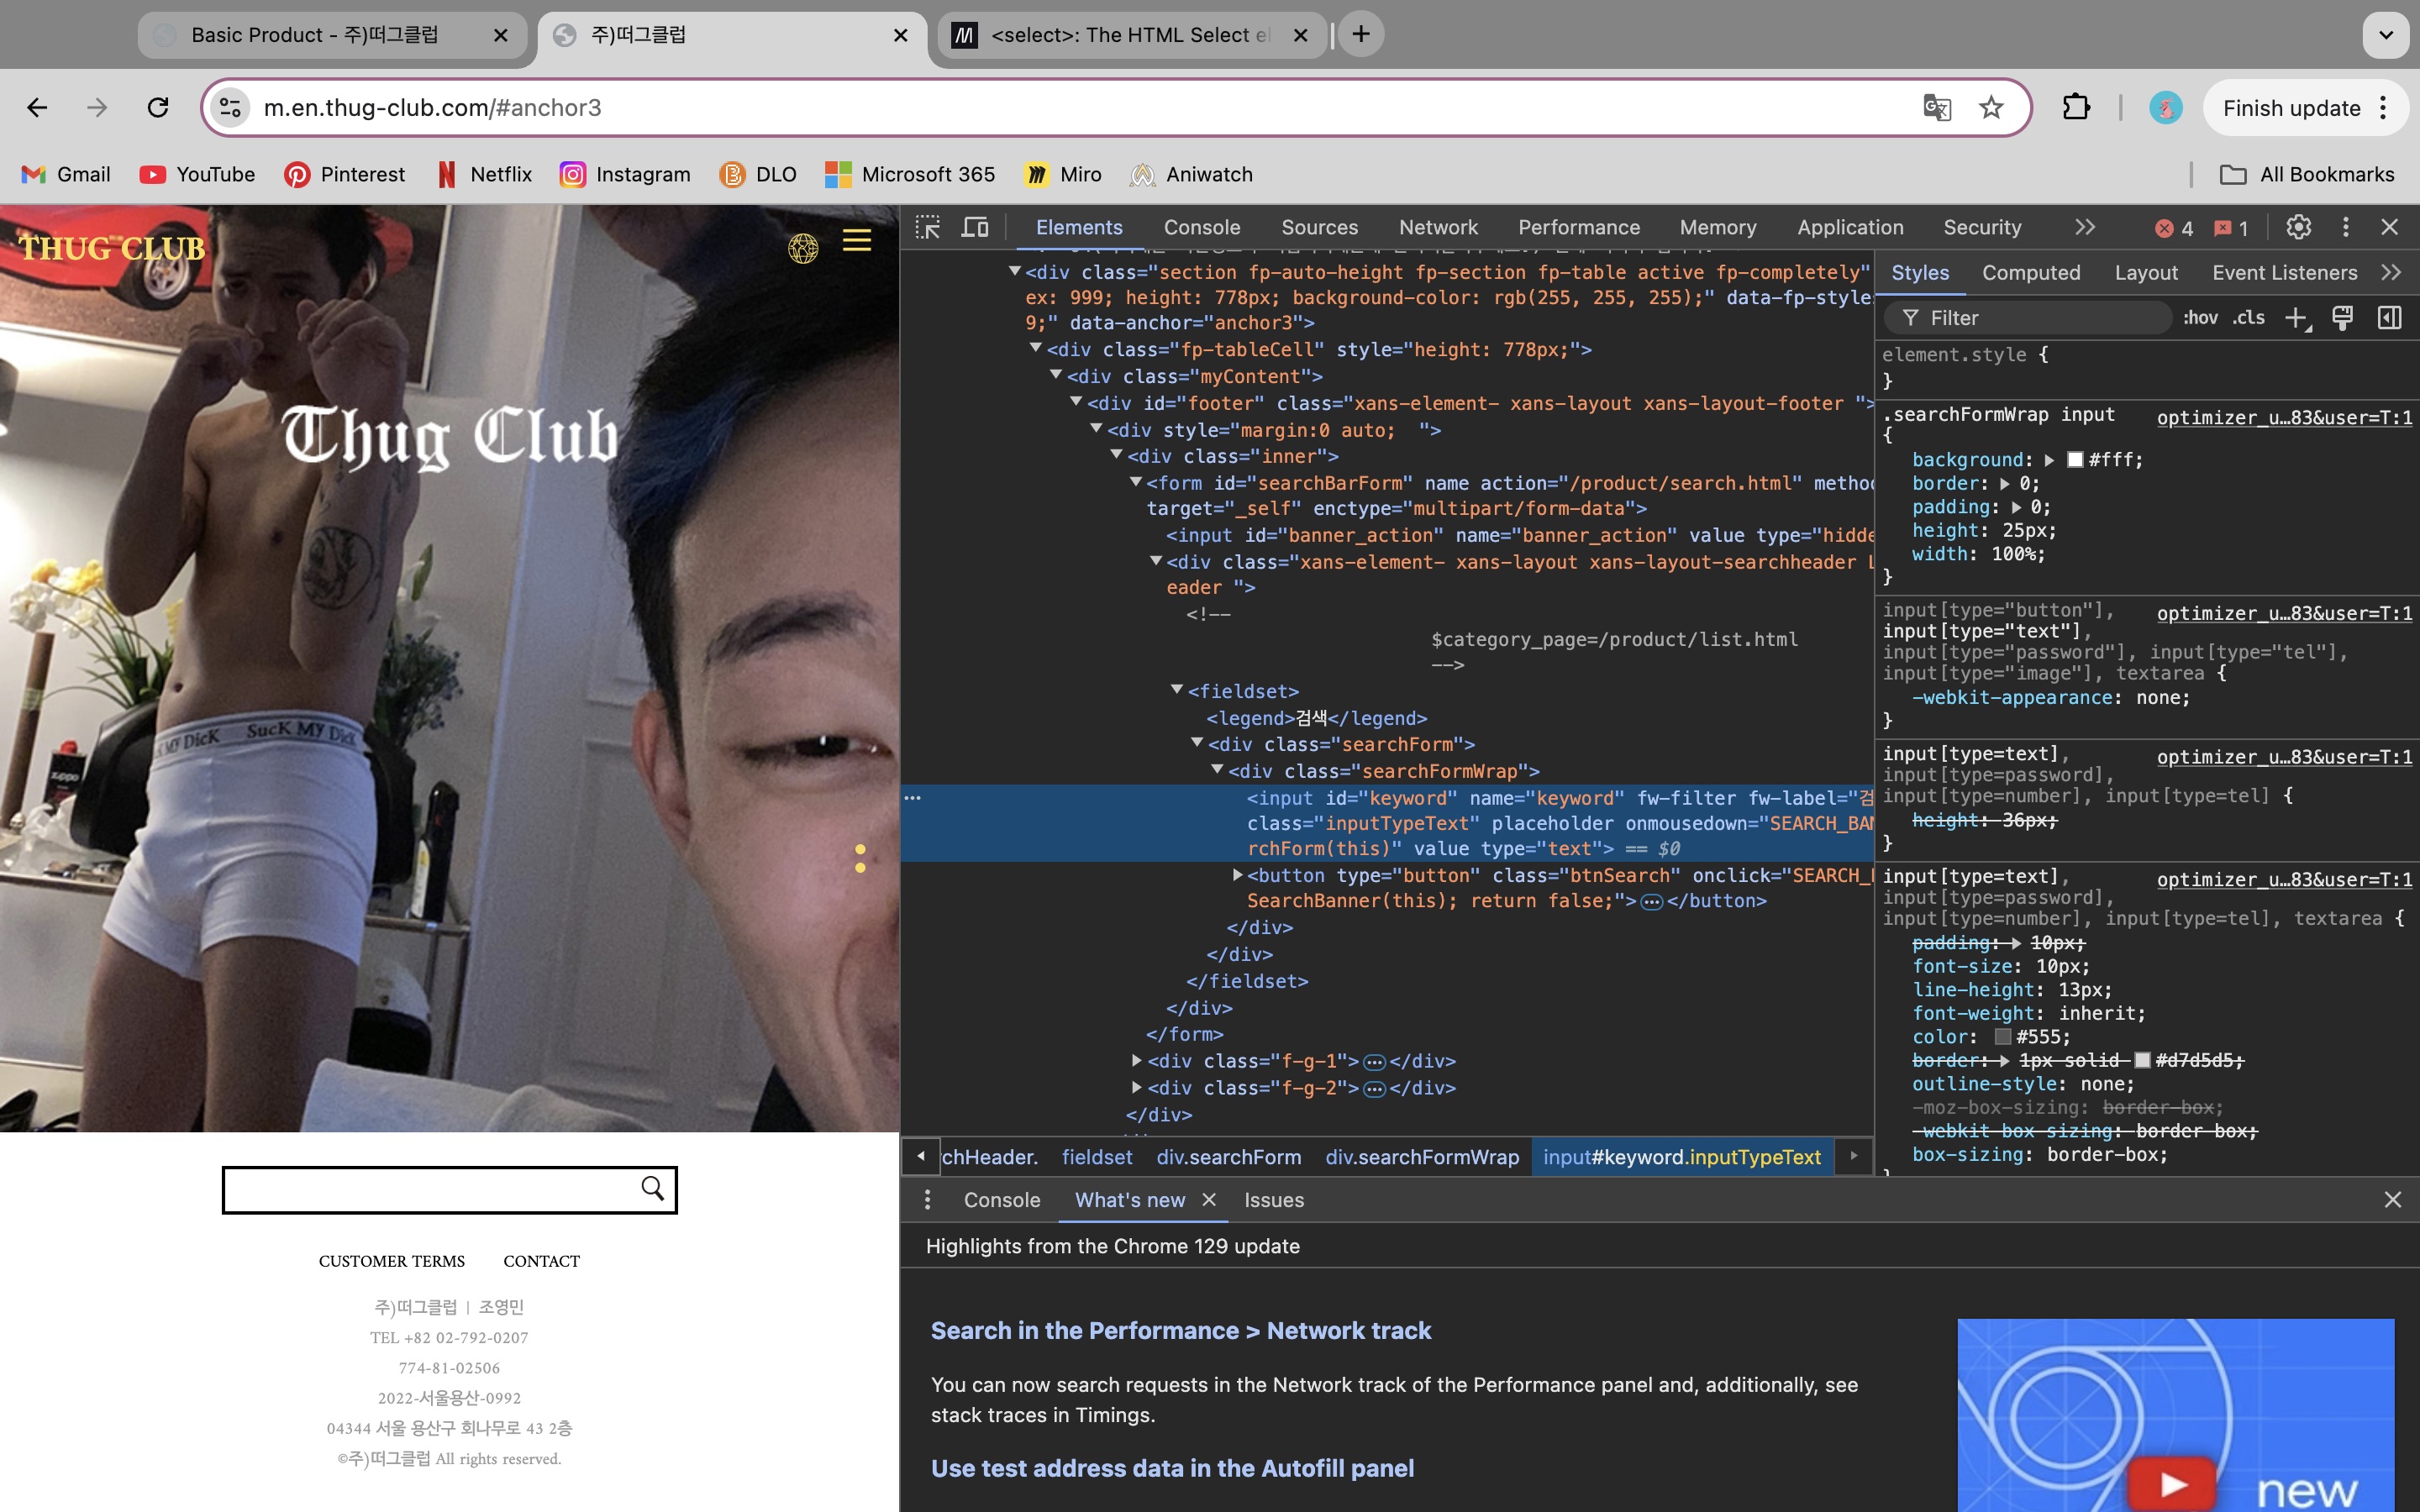 Basic Product - 주)떠그클럽
주)떠그클럽
<select>: The HTML Select el
m.en.thug-club.com/#anchor3
Finish update
Gmail YouTube Pinterest Netflix Instagram DLO Microsoft 365 Miro Aniwatch
All Bookmarks
THUG CLUB
Thug Club
MY DicK SucK MY Dick
zippo
CUSTOMER TERMS CONTACT
주)떠그클럽 | 조영민
TEL +82 02-792-0207
774-81-02506
2022-서울용산-0992
04344 서울 용산구 회나무로 43 2층
©주)떠그클럽 All rights reserved.
Elements Console Sources Network Performance Memory Application Security
4 1
<div class="section fp-auto-height fp-section fp-table active fp-completely"
ex: 999; height: 778px; background-color: rgb(255, 255, 255);" data-fp-style
9;" data-anchor="anchor3">
<div class="fp-tableCell" style="height: 778px;">
<div class="myContent">
<div id="footer" class="xans-element- xans-layout xans-layout-footer ">
<div style="margin:0 auto;  ">
<div class="inner">
<form id="searchBarForm" name action="/product/search.html" metho
target="_self" enctype="multipart/form-data">
<input id="banner_action" name="banner_action" value type="hidde
<div class="xans-element- xans-layout xans-layout-searchheader
eader ">
<!--
$category_page=/product/list.html
-->
<fieldset>
<legend>검색</legend>
<div class="searchForm">
<div class="searchFormWrap">
<input id="keyword" name="keyword" fw-filter fw-label="검
class="inputTypeText" placeholder onmousedown="SEARCH_BAN
rchForm(this)" value type="text"> == $0
<button type="button" class="btnSearch" onclick="SEARCH_
SearchBanner(this); return false;">…</button>
</div>
</div>
</fieldset>
</div>
</form>
<div class="f-g-1">…</div>
<div class="f-g-2">…</div>
</div>
rchHeader. fieldset div.searchForm div.searchFormWrap input#keyword.inputTypeText
Styles Computed Layout Event Listeners
Filter :hov .cls
element.style {
}
.searchFormWrap input optimizer_u…83&user=T:1
{
background: #fff;
border: 0;
padding: 0;
height: 25px;
width: 100%;
}
input[type="button"], optimizer_u…83&user=T:1
input[type="text"],
input[type="password"], input[type="tel"],
input[type="image"], textarea {
-webkit-appearance: none;
}
input[type=text], optimizer_u…83&user=T:1
input[type=password],
input[type=number], input[type=tel] {
height: 36px;
}
input[type=text], optimizer_u…83&user=T:1
input[type=password],
input[type=number], input[type=tel], textarea {
padding: 10px;
font-size: 10px;
line-height: 13px;
font-weight: inherit;
color: #555;
border: 1px solid #d7d5d5;
outline-style: none;
-moz-box-sizing: border-box;
-webkit-box-sizing: border-box;
box-sizing: border-box;
Console What's new Issues
Highlights from the Chrome 129 update
Search in the Performance > Network track
You can now search requests in the Network track of the Performance panel and, additionally, see
stack traces in Timings.
Use test address data in the Autofill panel
new